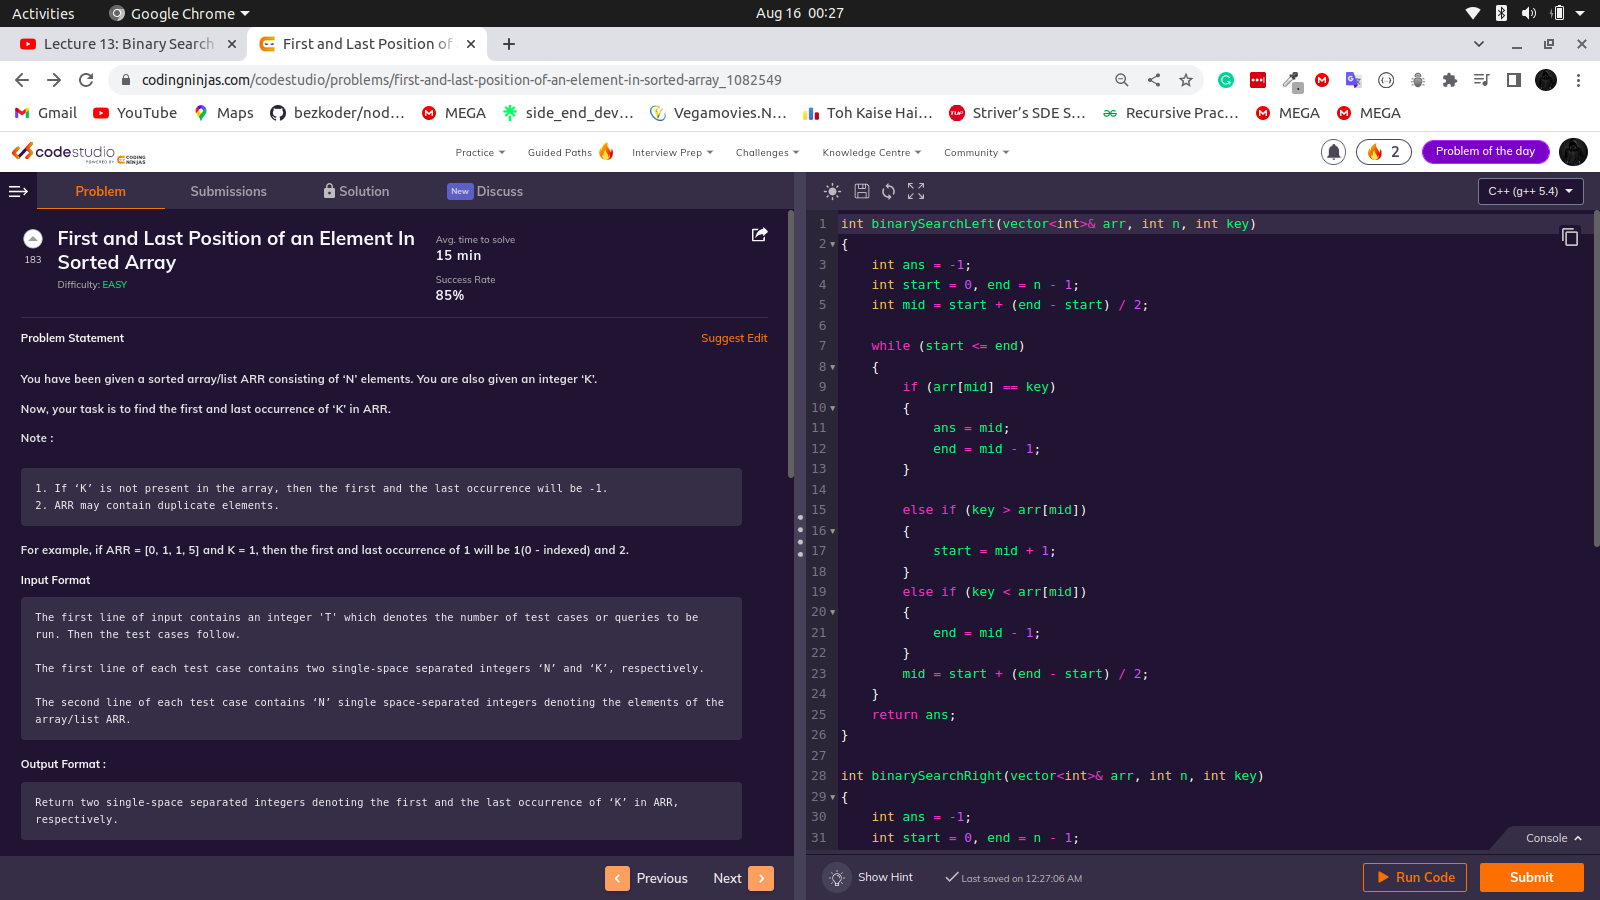 Activities Google Chrome Aug 16 00:27
Lecture 13: Binary Search First and Last Position of
codingninjas.com/codestudio/problems/first-and-last-position-of-an-element-in-sorted-array_1082549
Gmail YouTube Maps bezkoder/nod... MEGA side_end_dev... Vegamovies.N... Toh Kaise Hai... Striver's SDE S... Recursive Prac... MEGA MEGA
codestudio
POWERED BY CODING NINJAS
Practice Guided Paths Interview Prep Challenges Knowledge Centre Community 2 Problem of the day
Problem Submissions Solution New Discuss
183
First and Last Position of an Element In
Sorted Array
Difficulty: EASY
Avg. time to solve
15 min
Success Rate
85%
Problem Statement
Suggest Edit
You have been given a sorted array/list ARR consisting of ‘N’ elements. You are also given an integer ‘K’.
Now, your task is to find the first and last occurrence of ‘K’ in ARR.
Note :
1. If ‘K’ is not present in the array, then the first and the last occurrence will be -1.
2. ARR may contain duplicate elements.
For example, if ARR = [0, 1, 1, 5] and K = 1, then the first and last occurrence of 1 will be 1(0 - indexed) and 2.
Input Format
The first line of input contains an integer 'T' which denotes the number of test cases or queries to be
run. Then the test cases follow.
The first line of each test case contains two single-space separated integers ‘N’ and ‘K’, respectively.
The second line of each test case contains ‘N’ single space-separated integers denoting the elements of the
array/list ARR.
Output Format :
Return two single-space separated integers denoting the first and the last occurrence of ‘K’ in ARR,
respectively.
Previous Next
C++ (g++ 5.4)
1 int binarySearchLeft(vector<int>& arr, int n, int key)
2 {
3 int ans = -1;
4 int start = 0, end = n - 1;
5 int mid = start + (end - start) / 2;
6
7 while (start <= end)
8 {
9 if (arr[mid] == key)
10 {
11 ans = mid;
12 end = mid - 1;
13 }
14
15 else if (key > arr[mid])
16 {
17 start = mid + 1;
18 }
19 else if (key < arr[mid])
20 {
21 end = mid - 1;
22 }
23 mid = start + (end - start) / 2;
24 }
25 return ans;
26 }
27
28 int binarySearchRight(vector<int>& arr, int n, int key)
29 {
30 int ans = -1;
31 int start = 0, end = n - 1;
Console
Show Hint Last saved on 12:27:06 AM Run Code Submit